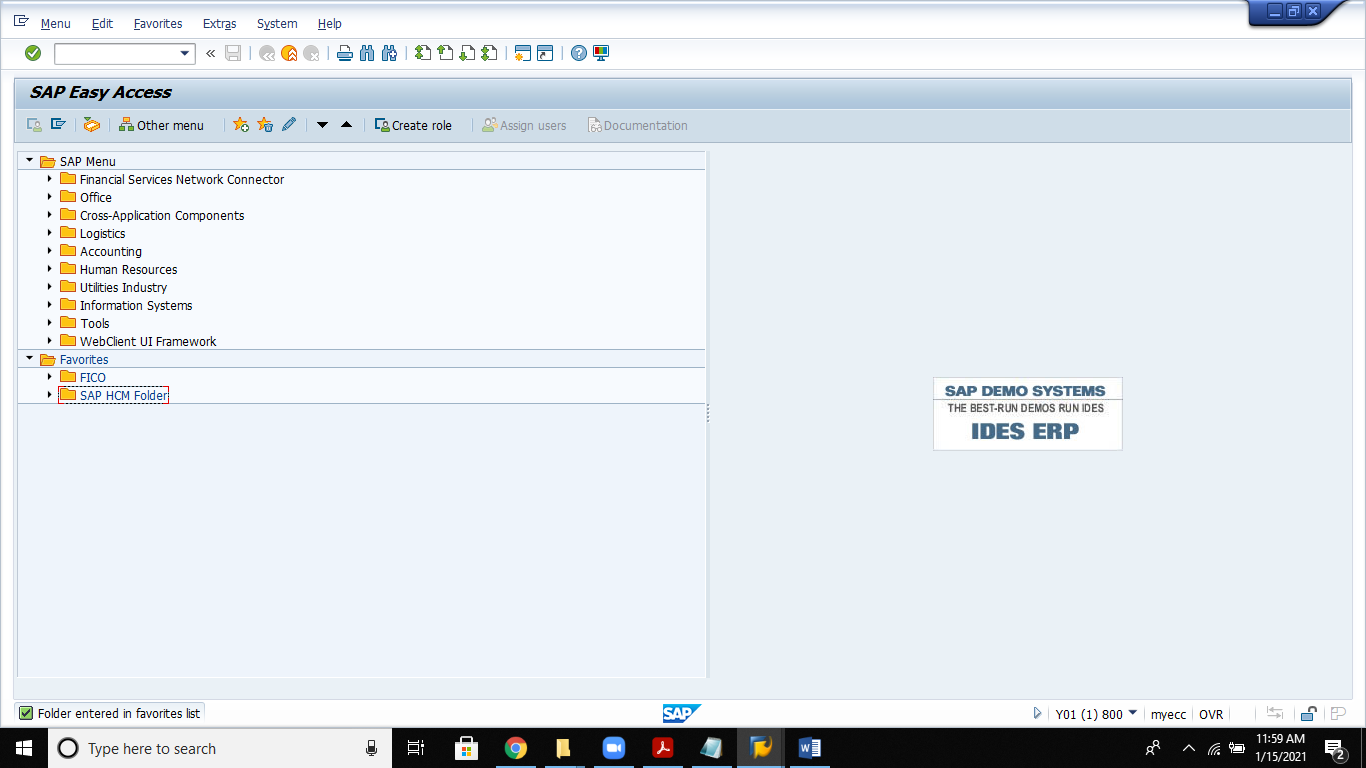 Menu Edit Favorites Extras System Help
SAP Easy Access
Other menu Create role Assign users Documentation
SAP Menu
Financial Services Network Connector
Office
Cross-Application Components
Logistics
Accounting
Human Resources
Utilities Industry
Information Systems
Tools
WebClient UI Framework
Favorites
FICO
SAP HCM Folder
SAP DEMO SYSTEMS
THE BEST-RUN DEMOS RUN IDES
IDES ERP
Folder entered in favorites list SAP Y01 (1) 800 myecc OVR
Type here to search 11:59 AM
1/15/2021 2